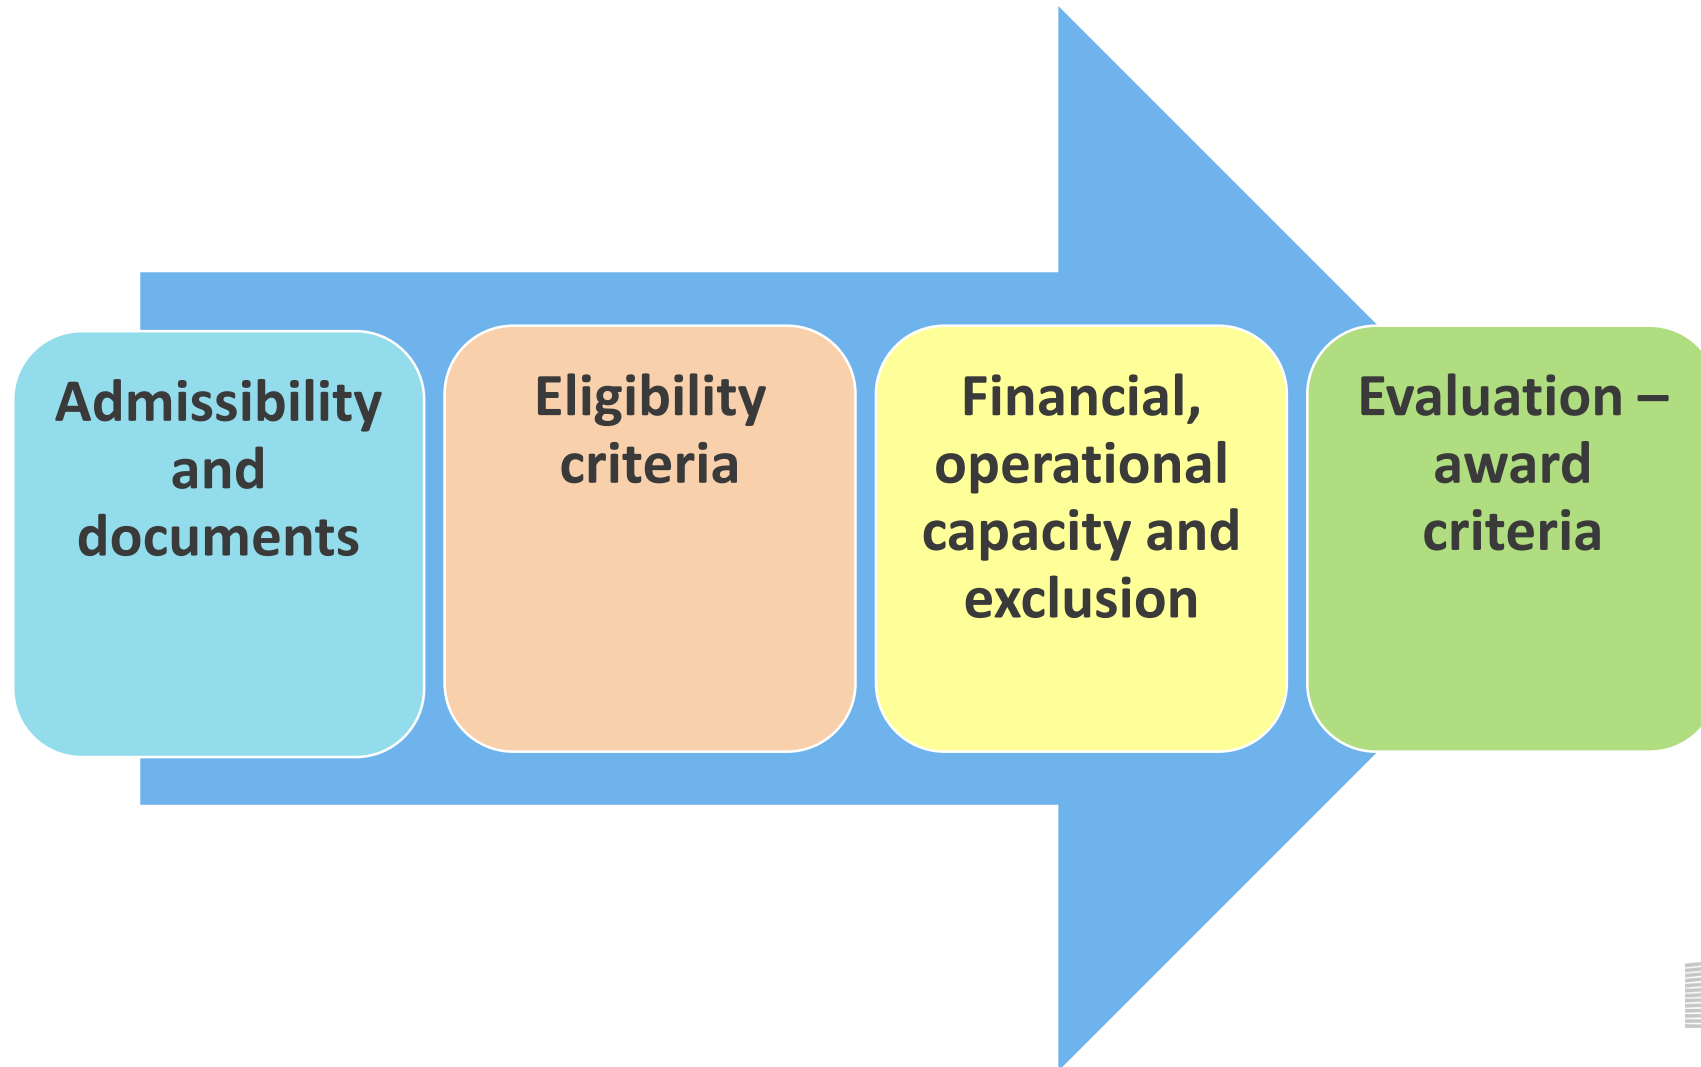 Admissibility
and
documents
Eligibility
criteria
Financial,
operational
capacity and
exclusion
Evaluation –
award
criteria